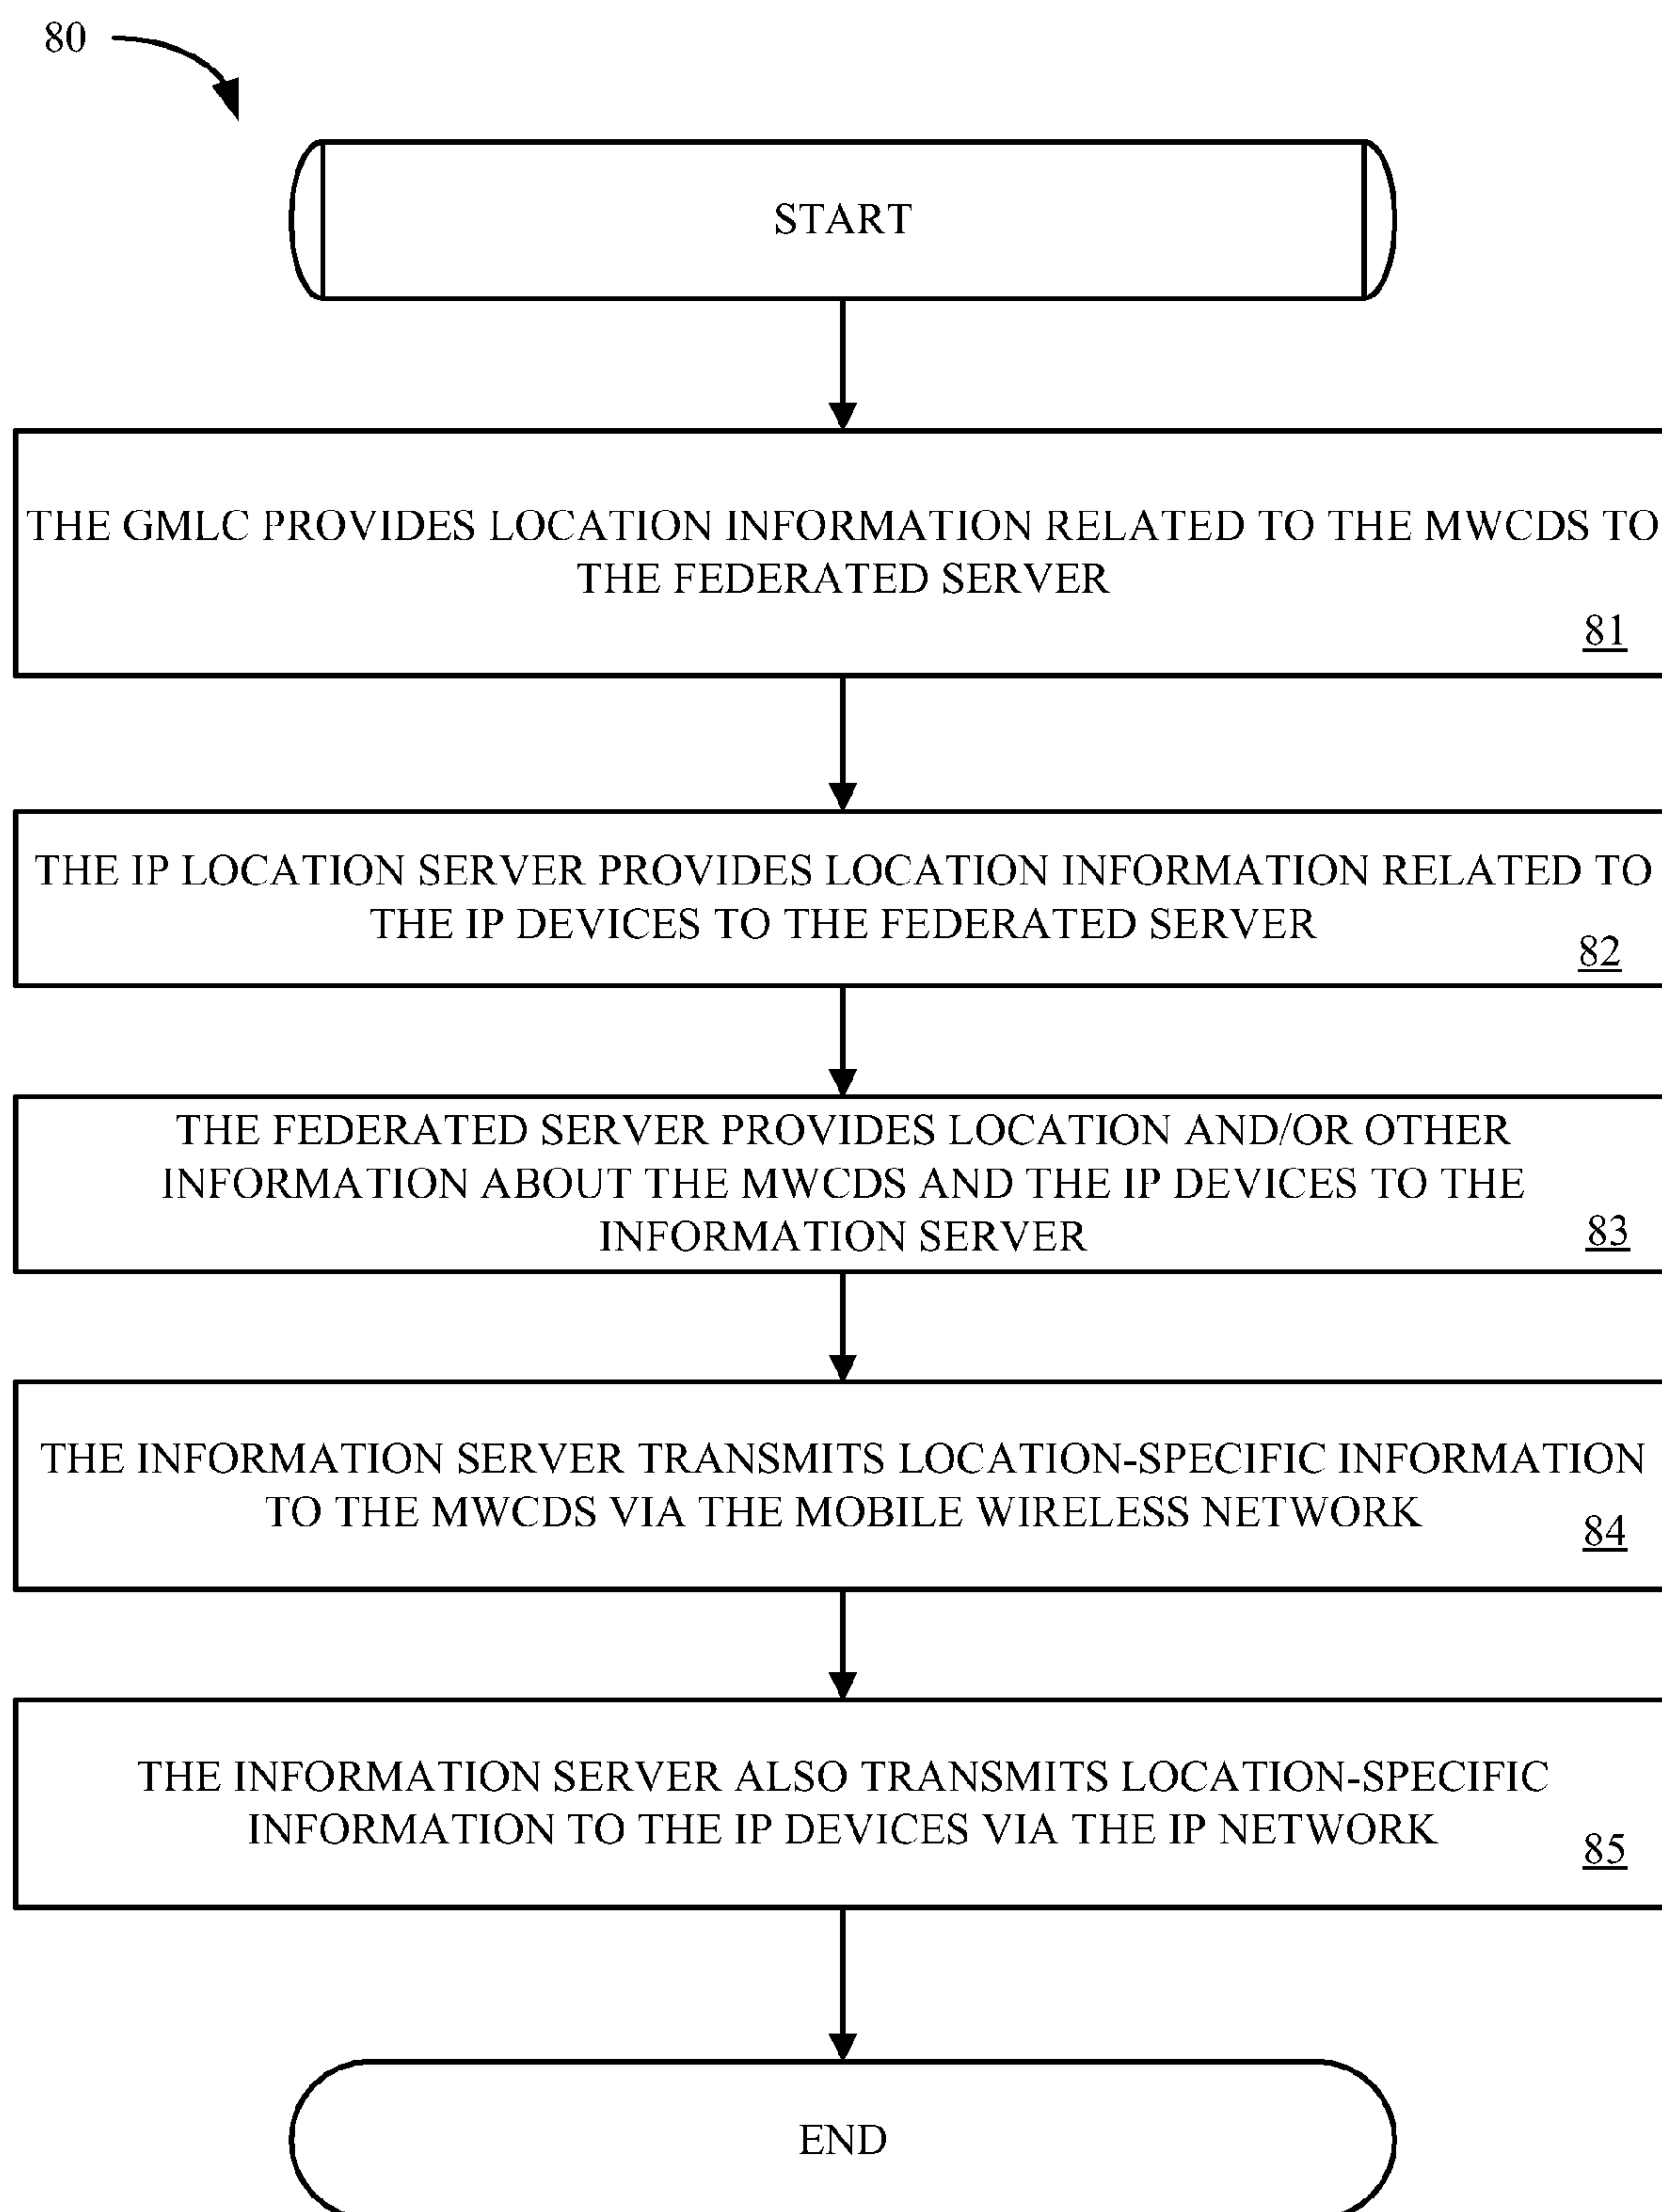 80
START
THE GMLC PROVIDES LOCATION INFORMATION RELATED TO THE MWCDS TO
THE FEDERATED SERVER
81
THE IP LOCATION SERVER PROVIDES LOCATION INFORMATION RELATED TO
THE IP DEVICES TO THE FEDERATED SERVER
82
THE FEDERATED SERVER PROVIDES LOCATION AND/OR OTHER
INFORMATION ABOUT THE MWCDS AND THE IP DEVICES TO THE
INFORMATION SERVER
83
THE INFORMATION SERVER TRANSMITS LOCATION-SPECIFIC INFORMATION
TO THE MWCDS VIA THE MOBILE WIRELESS NETWORK
84
THE INFORMATION SERVER ALSO TRANSMITS LOCATION-SPECIFIC
INFORMATION TO THE IP DEVICES VIA THE IP NETWORK
85
END